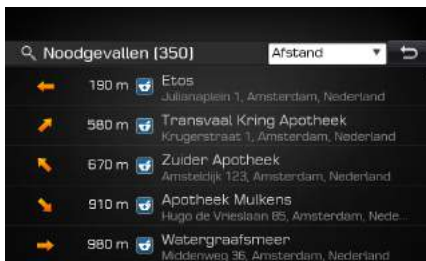 Noodgevallen (350) Afstand
190 m Etos
Julianaplein 1, Amsterdam, Nederland
580 m Transvaal Kring Apotheek
Krugerstraat 1, Amsterdam, Nederland
670 m Zuider Apotheek
Amsteldijk 123, Amsterdam, Nederland
910 m Apotheek Mulkens
Hugo de Vrieslaan 85, Amsterdam, Nede...
980 m Watergraafsmeer
Middenweg 36, Amsterdam, Nederland